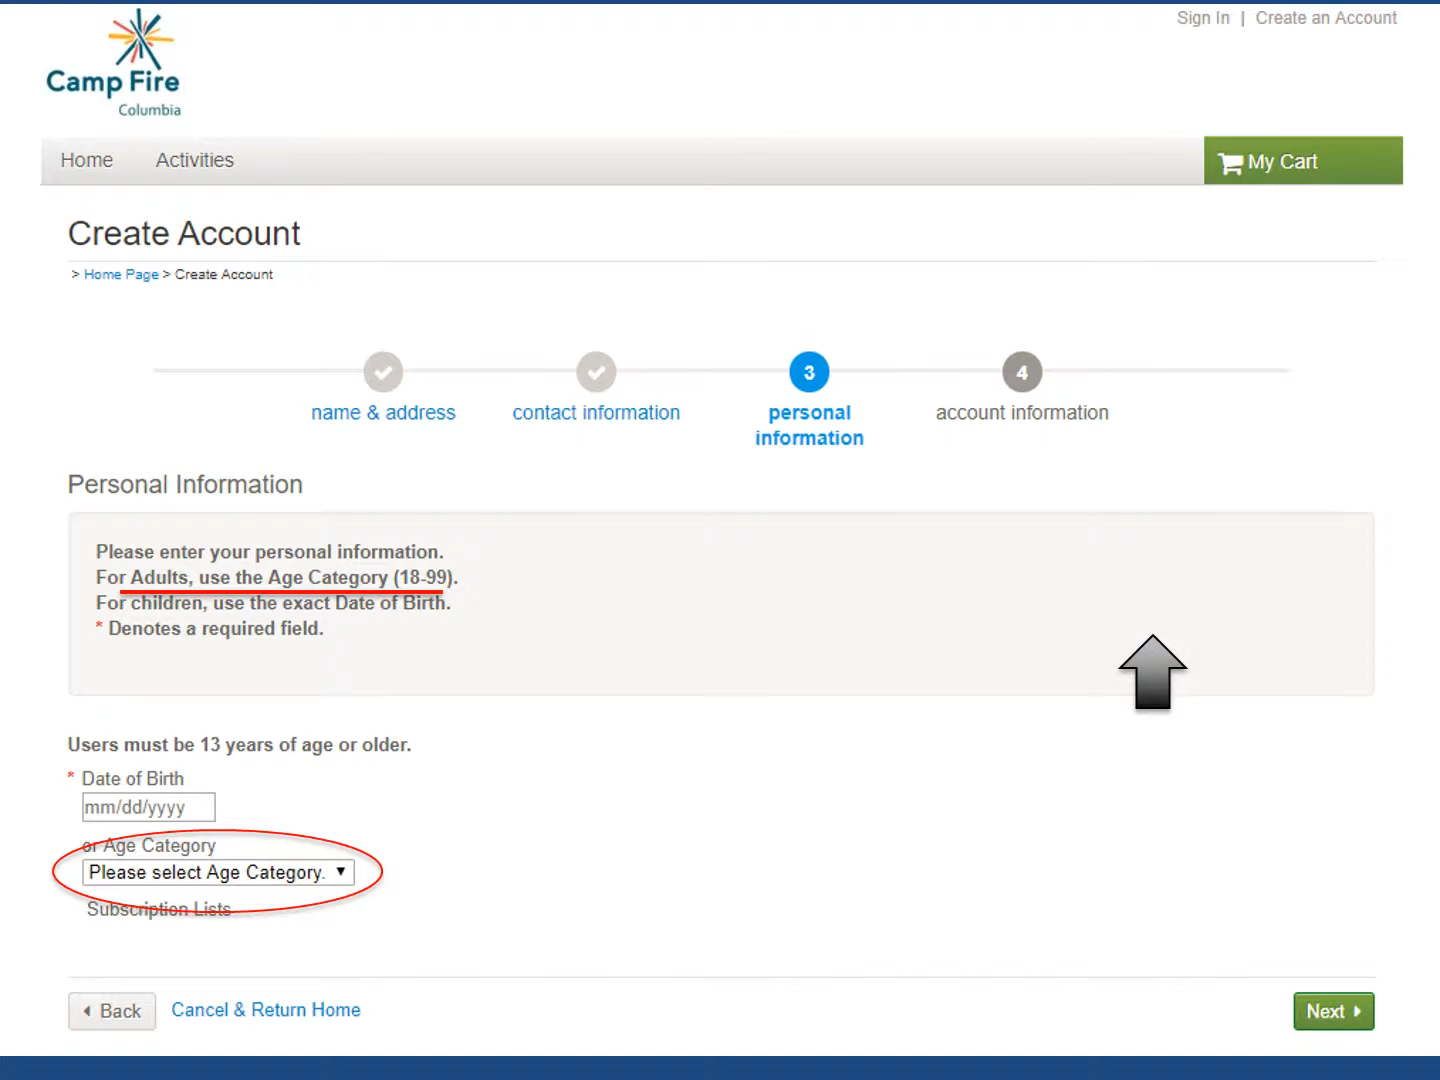 Sign In | Create an Account
Camp Fire
Columbia
Home Activities
My Cart
Create Account
> Home Page > Create Account
3 4
name & address contact information personal information account information
Personal Information
Please enter your personal information.
For Adults, use the Age Category (18-99).
For children, use the exact Date of Birth.
* Denotes a required field.
Users must be 13 years of age or older.
* Date of Birth
mm/dd/yyyy
or Age Category
Please select Age Category.
Subscription Lists
Back Cancel & Return Home Next